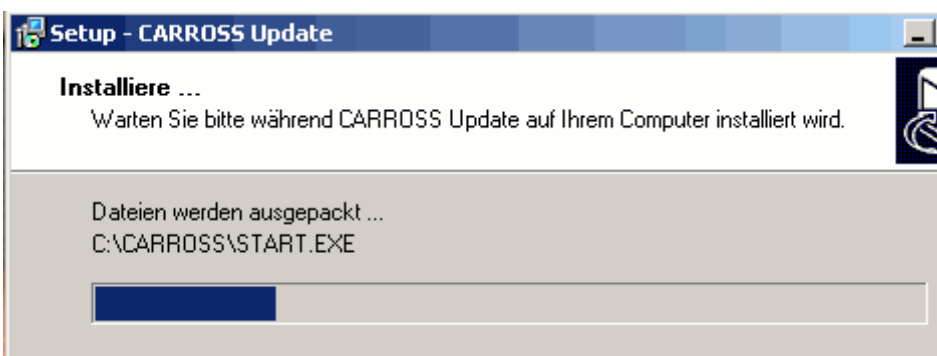 Setup - CARROSS Update
Installiere ...
Warten Sie bitte während CARROSS Update auf Ihrem Computer installiert wird.
Dateien werden ausgepackt ...
C:\CARROSS\START.EXE